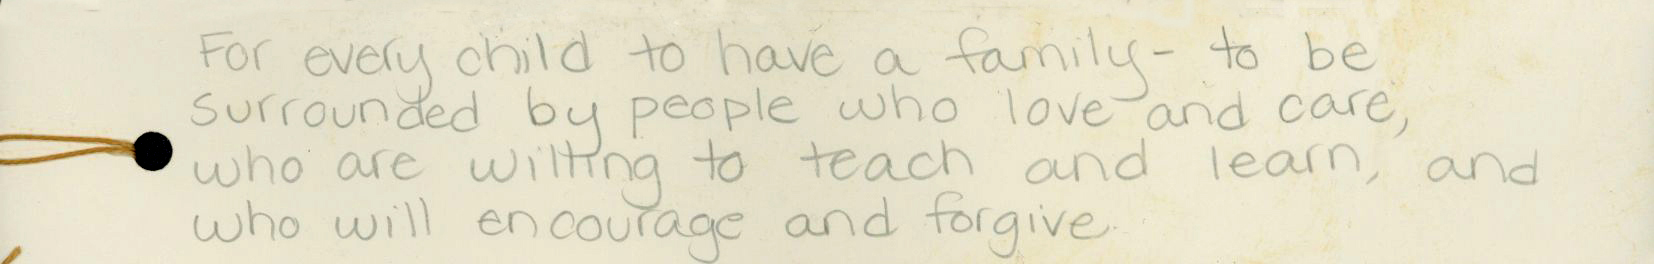 For every child to have a family - to be
surrounded by people who love and care,
who are willing to teach and learn, and
who will encourage and forgive.